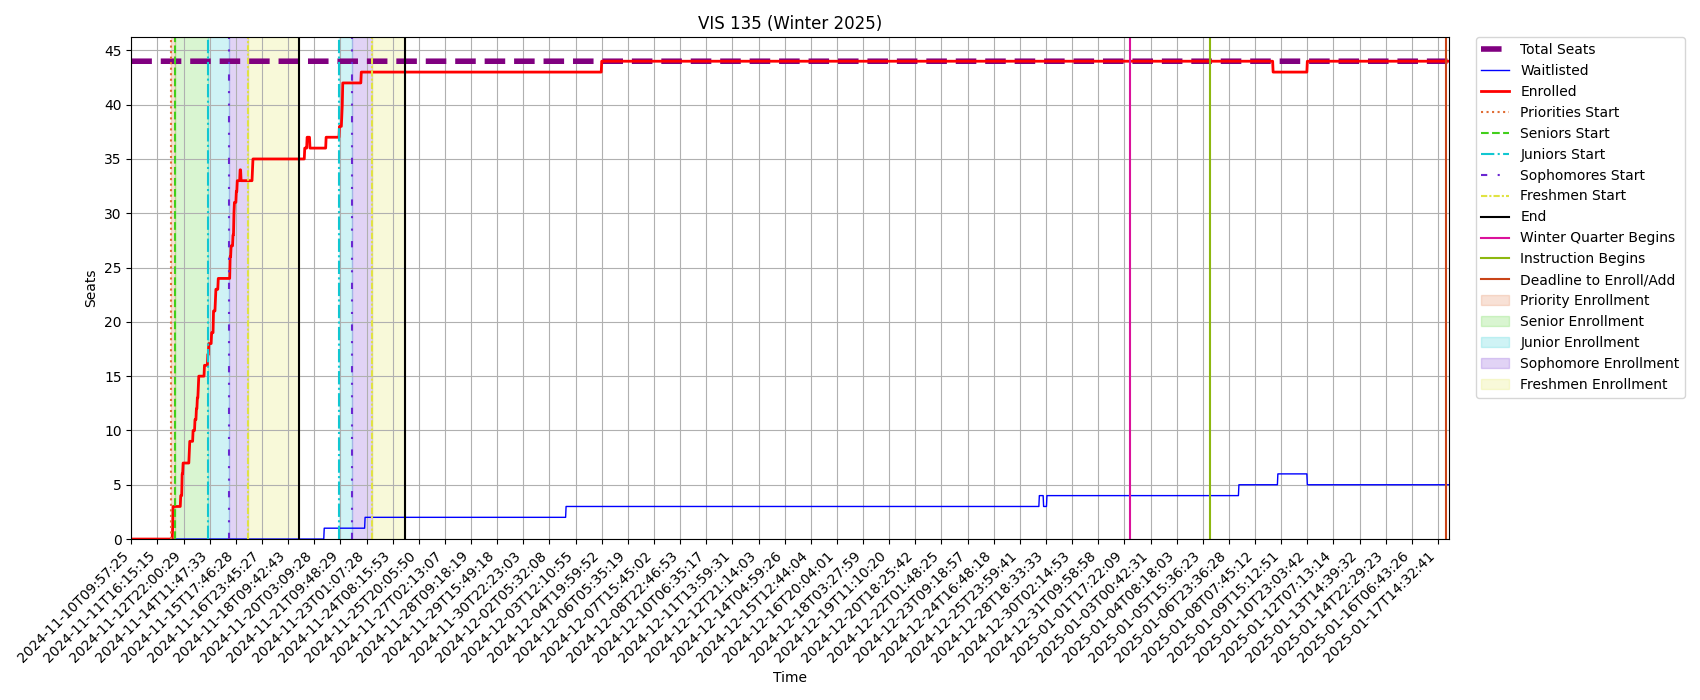 VIS 135 (Winter 2025)
Seats
45
40
35
30
25
20
15
10
5
0
2024-11-10T09:57:25
2024-11-11T16:15:15
2024-11-12T22:00:29
2024-11-14T11:47:33
2024-11-15T17:46:28
2024-11-16T23:45:27
2024-11-18T09:42:43
2024-11-20T03:09:28
2024-11-21T09:48:29
2024-11-23T01:07:28
2024-11-24T08:15:53
2024-11-25T20:05:50
2024-11-27T02:13:07
2024-11-28T09:18:19
2024-11-29T15:49:18
2024-11-30T22:23:03
2024-12-02T05:32:08
2024-12-03T12:10:55
2024-12-04T19:59:52
2024-12-06T05:35:19
2024-12-07T15:45:02
2024-12-08T22:46:53
2024-12-10T06:35:17
2024-12-11T13:59:31
2024-12-12T21:14:03
2024-12-14T04:59:26
2024-12-15T12:44:04
2024-12-16T20:04:01
2024-12-18T03:27:59
2024-12-19T11:10:20
2024-12-20T18:25:42
2024-12-22T01:48:25
2024-12-23T09:18:57
2024-12-24T16:48:18
2024-12-25T23:59:41
2024-12-28T18:33:33
2024-12-30T02:14:53
2024-12-31T09:58:58
2025-01-01T17:22:09
2025-01-03T00:42:31
2025-01-04T08:18:03
2025-01-05T15:36:23
2025-01-06T23:36:28
2025-01-08T07:45:12
2025-01-09T15:12:51
2025-01-10T23:03:42
2025-01-12T07:13:14
2025-01-13T14:39:32
2025-01-14T22:29:23
2025-01-16T06:43:26
2025-01-17T14:32:41
Time
Total Seats
Waitlisted
Enrolled
Priorities Start
Seniors Start
Juniors Start
Sophomores Start
Freshmen Start
End
Winter Quarter Begins
Instruction Begins
Deadline to Enroll/Add
Priority Enrollment
Senior Enrollment
Junior Enrollment
Sophomore Enrollment
Freshmen Enrollment